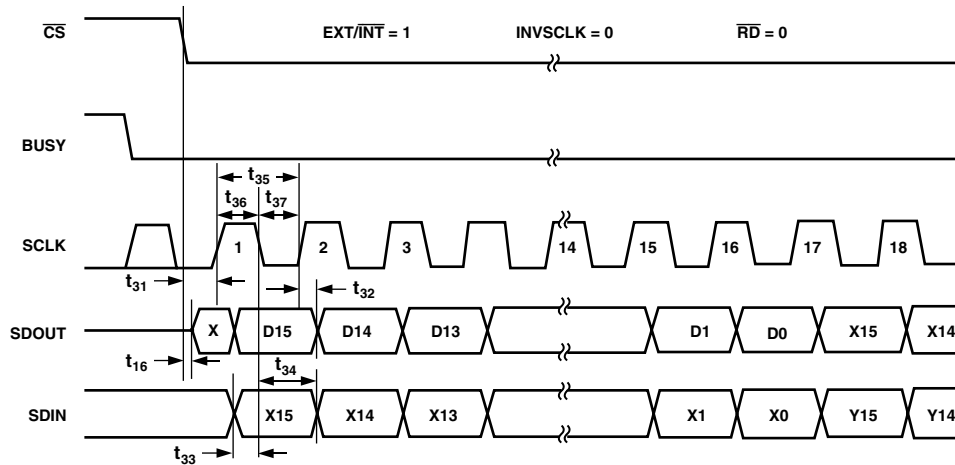 CS EXT/INT = 1 INVSCLK = 0 RD = 0
BUSY
t35
t36 t37
SCLK 1 2 3 14 15 16 17 18
t31
t32
SDOUT X D15 D14 D13 D1 D0 X15 X14
t16
t34
SDIN X15 X14 X13 X1 X0 Y15 Y14
t33